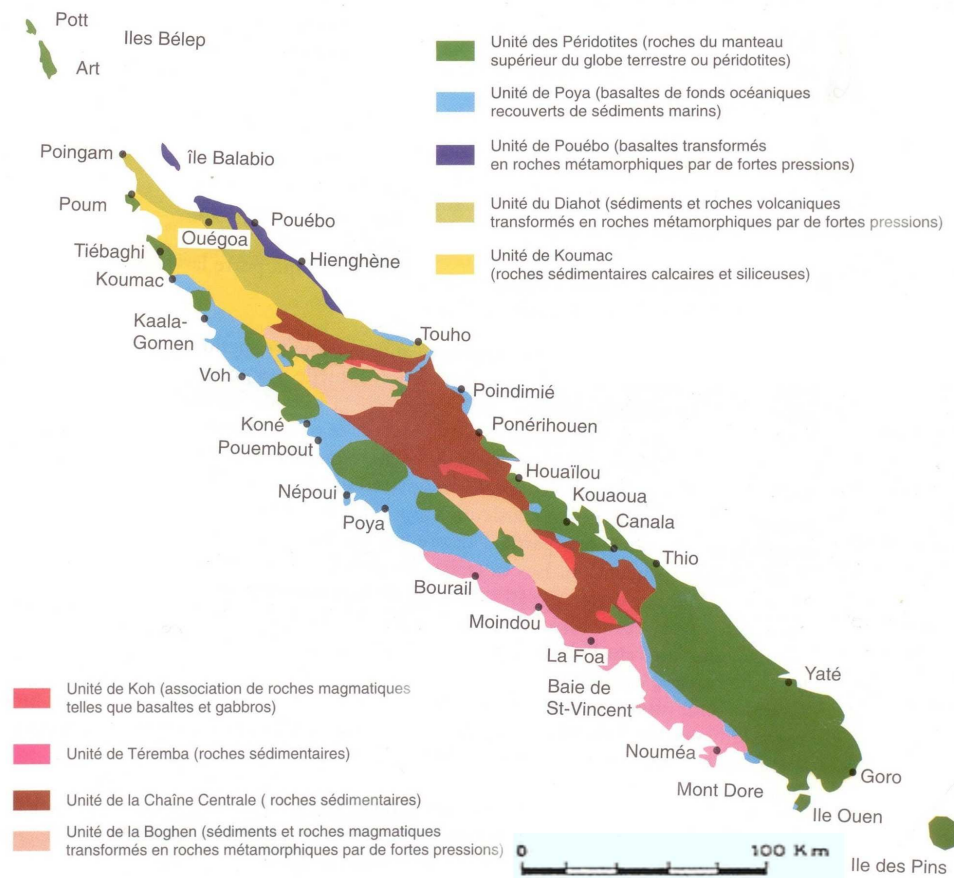 Pott
Iles Bélep
Art
Unité des Péridotites (roches du manteau
supérieur du globe terrestre ou péridotites)
Unité de Poya (basaltes de fonds océaniques
recouverts de sédiments marins)
Unité de Pouébo (basaltes transformés
en roches métamorphiques par de fortes pressions)
Unité du Diahot (sédiments et roches volcaniques
transformés en roches métamorphiques par de fortes pressions)
Unité de Koumac
(roches sédimentaires calcaires et siliceuses)
Poingam
île Balabio
Poum
Pouébo
Ouégoa
Tiébaghi
Hienghène
Koumac
Kaala-
Gomen
Touho
Voh
Poindimié
Koné
Ponérihouen
Pouembout
Houaïlou
Népoui
Kouaoua
Poya
Canala
Thio
Bourail
Moindou
La Foa
Yaté
Baie de
St-Vincent
Nouméa
Goro
Mont Dore
Ile Ouen
Ile des Pins
Unité de Koh (association de roches magmatiques
telles que basaltes et gabbros)
Unité de Téremba (roches sédimentaires)
Unité de la Chaîne Centrale ( roches sédimentaires)
Unité de la Boghen (sédiments et roches magmatiques
transformés en roches métamorphiques par de fortes pressions)
0 100 Km